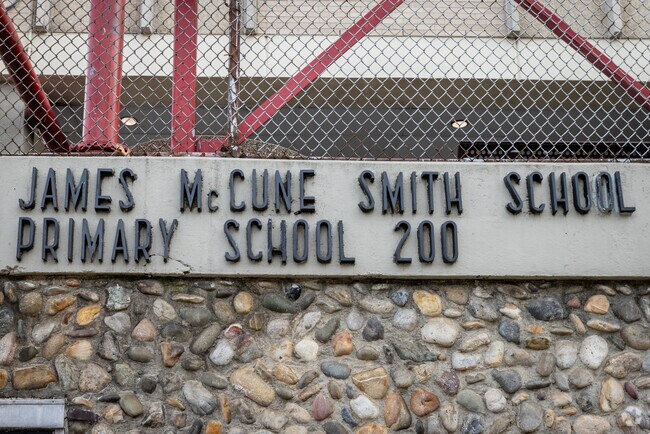 JAMES McCUNE SMITH SCHOOL
PRIMARY SCHOOL 200